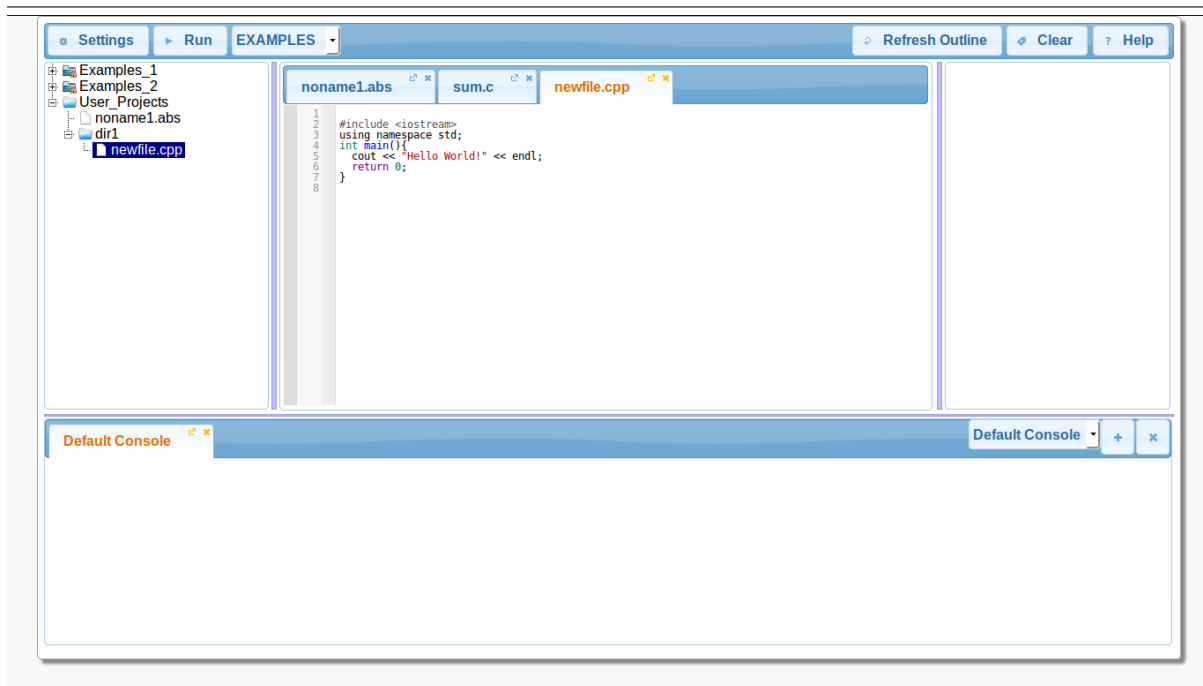 Settings Run EXAMPLES Refresh Outline Clear ? Help
Examples_1
Examples_2
User_Projects
noname1.abs
dir1
newfile.cpp
noname1.abs sum.c newfile.cpp
1
2 #include <iostream>
3 using namespace std;
4 int main(){
5 cout << "Hello World!" << endl;
6 return 0;
7 }
8
Default Console Default Console